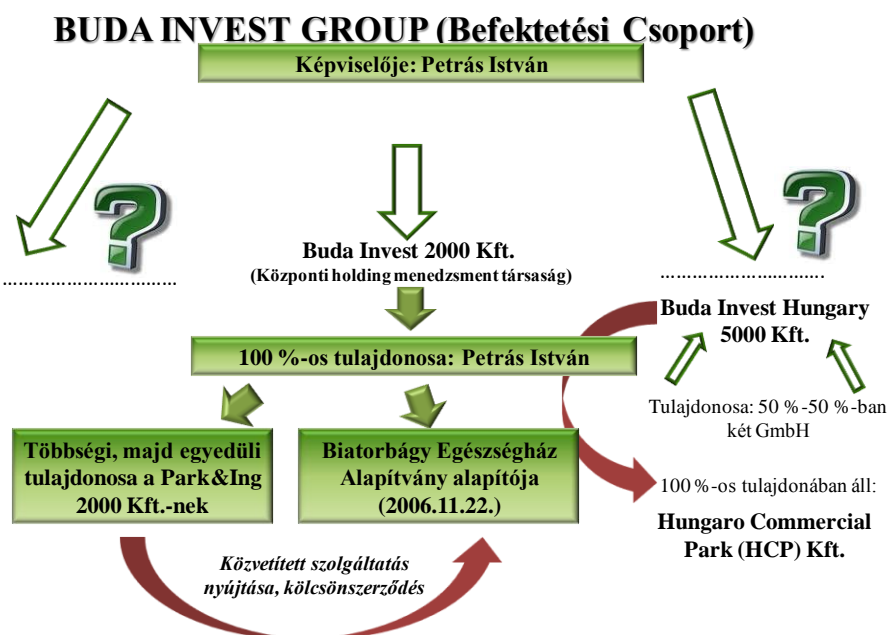 BUDA INVEST GROUP (Befektetési Csoport)
Képviselője: Petrás István
?
?
Buda Invest 2000 Kft.
(Központi holding menedzsment társaság)
……………………………
………………………….
Buda Invest Hungary
5000 Kft.
100 %-os tulajdonosa: Petrás István
Tulajdonosa: 50 %-50 %-ban
két GmbH
Többségi, majd egyedüli
tulajdonosa a Park&Ing
2000 Kft.-nek
Biatorbágy Egészségház
Alapítvány alapítója
(2006.11.22.)
100 %-os tulajdonában áll:
Hungaro Commercial
Park (HCP) Kft.
Közvetített szolgáltatás
nyújtása, kölcsönszerződés